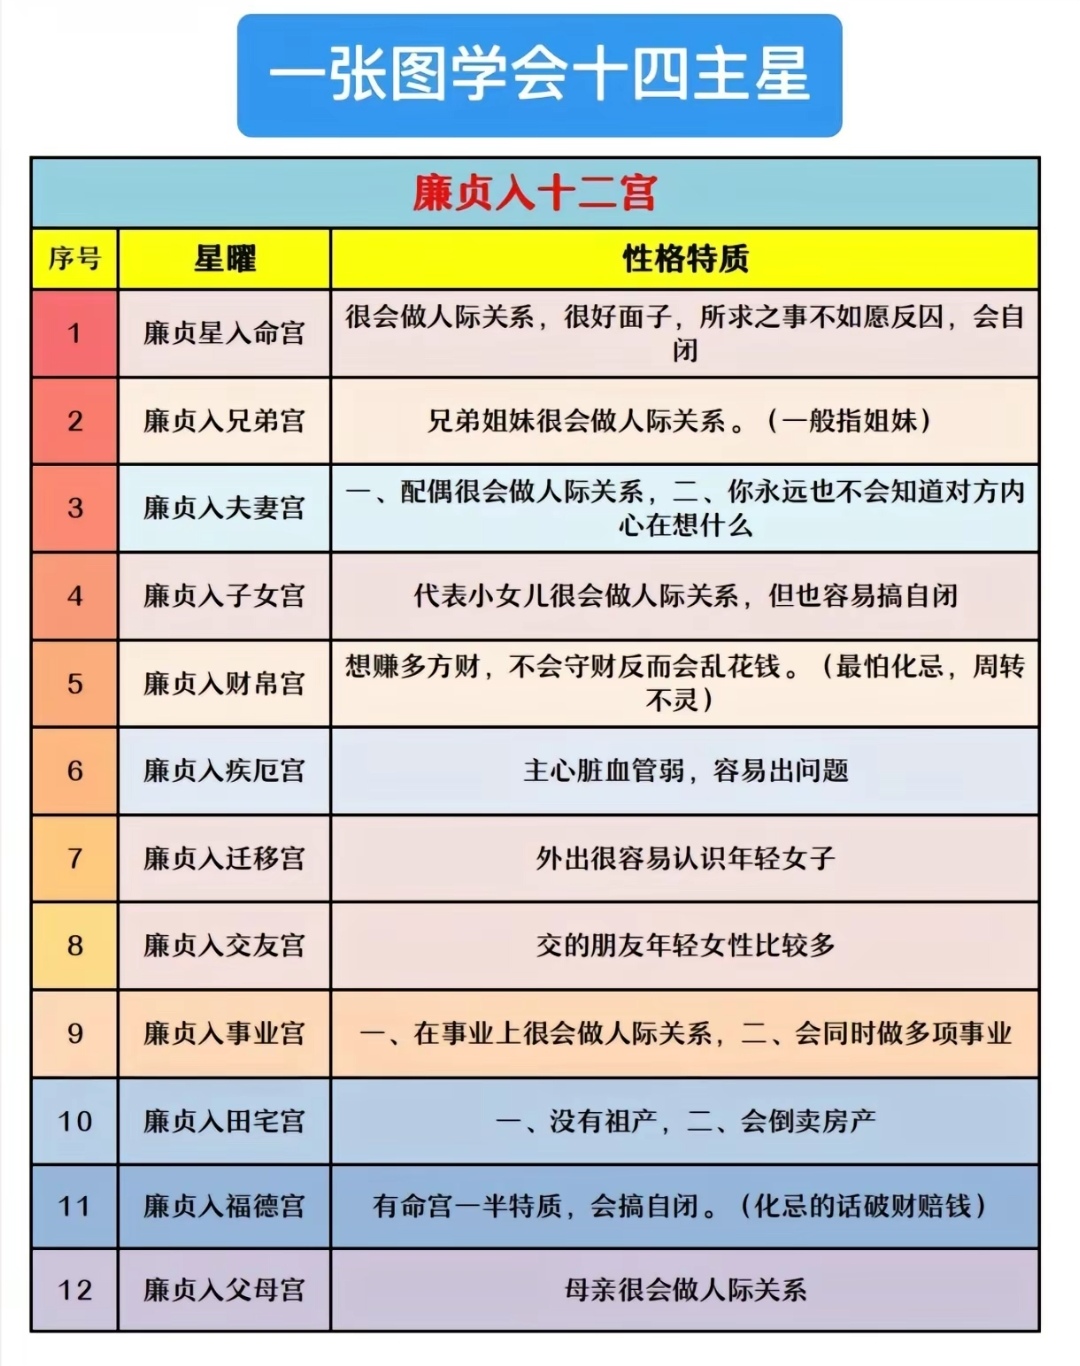 一张图学会十四主星
廉贞入十二宫
序号 星曜 性格特质
1 廉贞星入命宫 很会做人际关系，很好面子，所求之事不如愿反囚，会自
闭
2 廉贞入兄弟宫 兄弟姐妹很会做人际关系。（一般指姐妹）
3 廉贞入夫妻宫 一、配偶很会做人际关系，二、你永远也不会知道对方内
心在想什么
4 廉贞入子女宫 代表小女儿很会做人际关系，但也容易搞自闭
5 廉贞入财帛宫 想赚多方财，不会守财反而会乱花钱。（最怕化忌，周转
不灵）
6 廉贞入疾厄宫 主心脏血管弱，容易出问题
7 廉贞入迁移宫 外出很容易认识年轻女子
8 廉贞入交友宫 交的朋友年轻女性比较多
9 廉贞入事业宫 一、在事业上很会做人际关系，二、会同时做多项事业
10 廉贞入田宅宫 一、没有祖产，二、会倒卖房产
11 廉贞入福德宫 有命宫一半特质，会搞自闭。（化忌的话破财赔钱）
12 廉贞入父母宫 母亲很会做人际关系